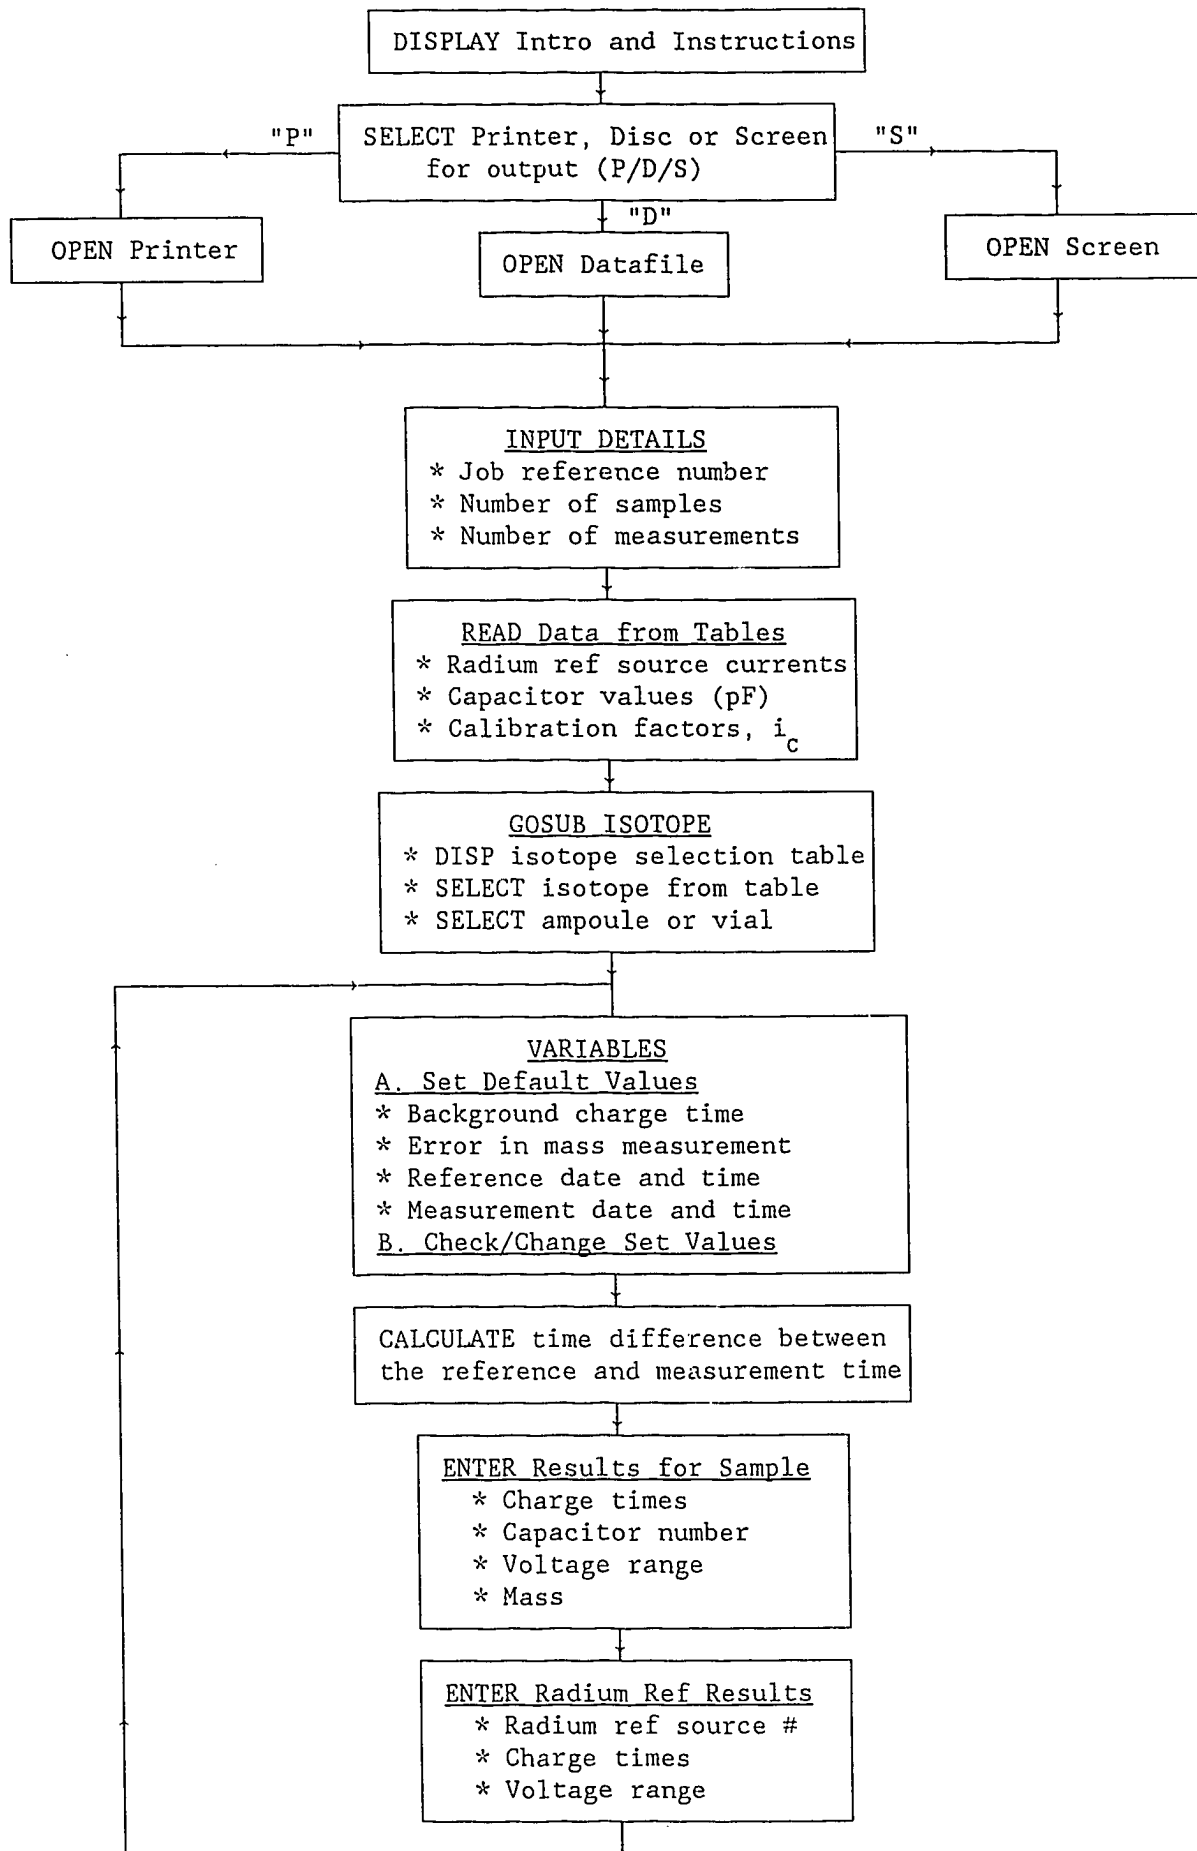 DISPLAY Intro and Instructions
"P"
SELECT Printer, Disc or Screen
for output (P/D/S)
"S"
"D"
OPEN Printer
OPEN Datafile
OPEN Screen
INPUT DETAILS
* Job reference number
* Number of samples
* Number of measurements
READ Data from Tables
* Radium ref source currents
* Capacitor values (pF)
* Calibration factors, i_c
GOSUB ISOTOPE
* DISP isotope selection table
* SELECT isotope from table
* SELECT ampoule or vial
VARIABLES
A. Set Default Values
* Background charge time
* Error in mass measurement
* Reference date and time
* Measurement date and time
B. Check/Change Set Values
CALCULATE time difference between
the reference and measurement time
ENTER Results for Sample
* Charge times
* Capacitor number
* Voltage range
* Mass
ENTER Radium Ref Results
* Radium ref source #
* Charge times
* Voltage range